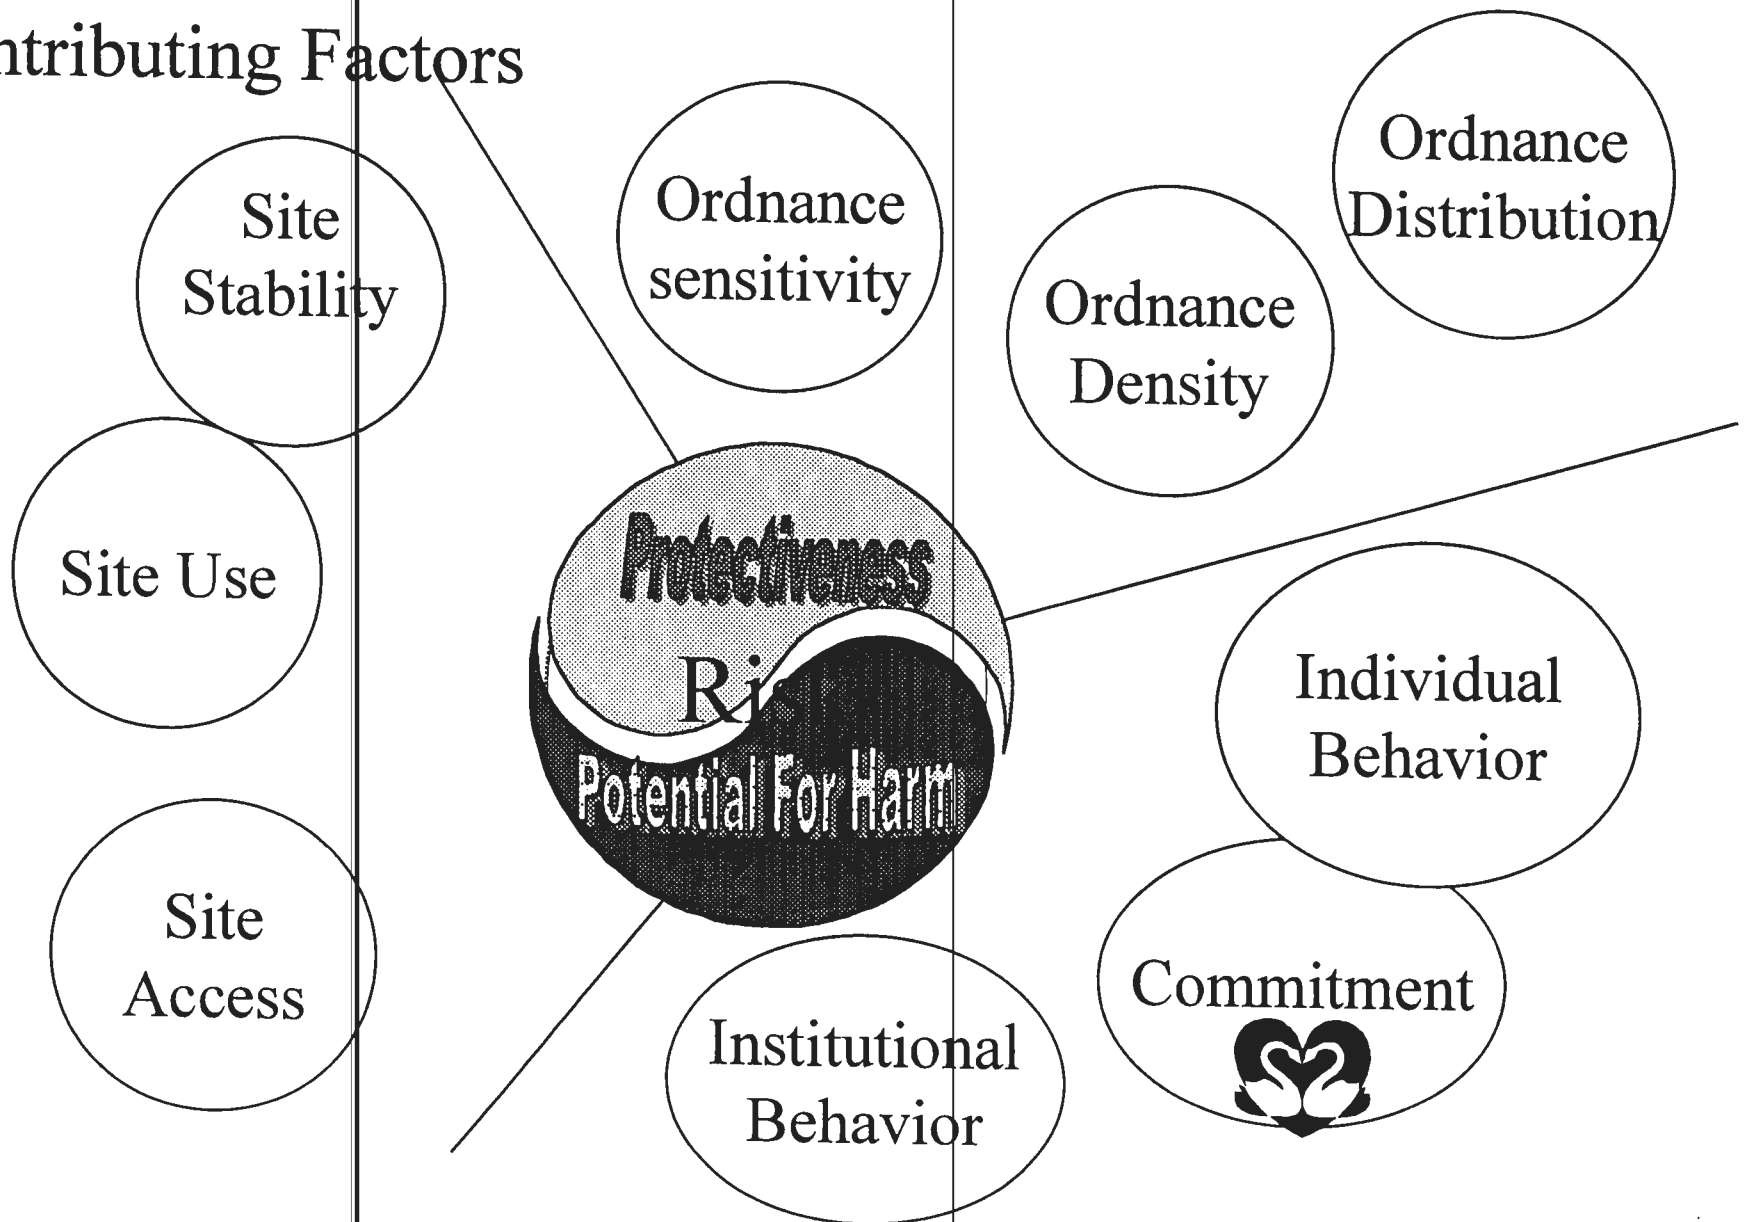 ntributing Factors
Site
Stability
Ordnance
sensitivity
Ordnance
Density
Ordnance
Distribution
Site Use
Protectiveness
Ris
Potential For Harm
Individual
Behavior
Site
Access
Commitment
Institutional
Behavior